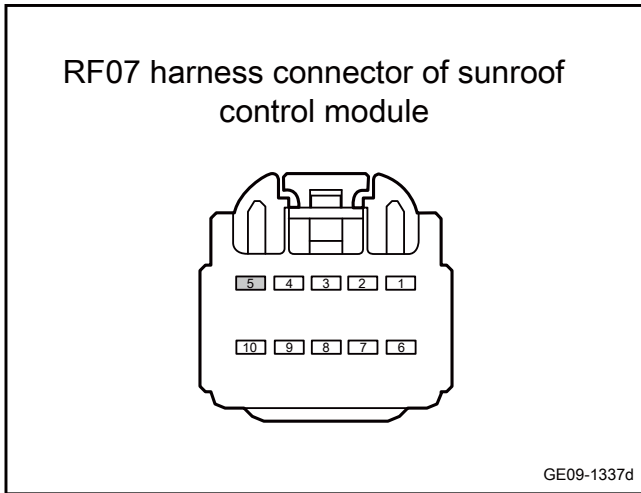 RF07 harness connector of sunroof
control module
5 4 3 2 1
10 9 8 7 6
GE09-1337d